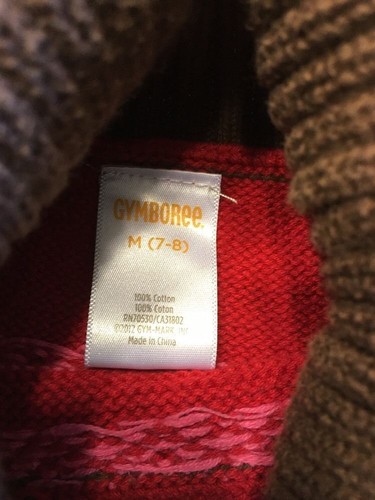 GYMBOREE.
M (7-8)
100% Cotton
100% Coton
RN70530/CA31802
©2012 GYM-MARK, INC
Made in China